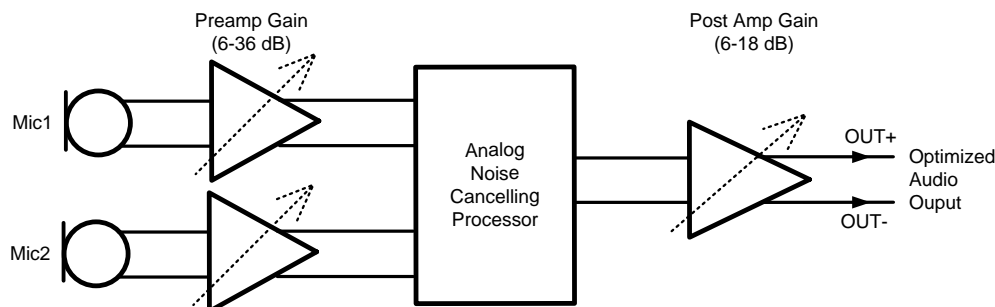 Preamp Gain
(6-36 dB)
Post Amp Gain
(6-18 dB)
Mic1
Mic2
Analog
Noise
Cancelling
Processor
OUT+
OUT-
Optimized
Audio
Ouput